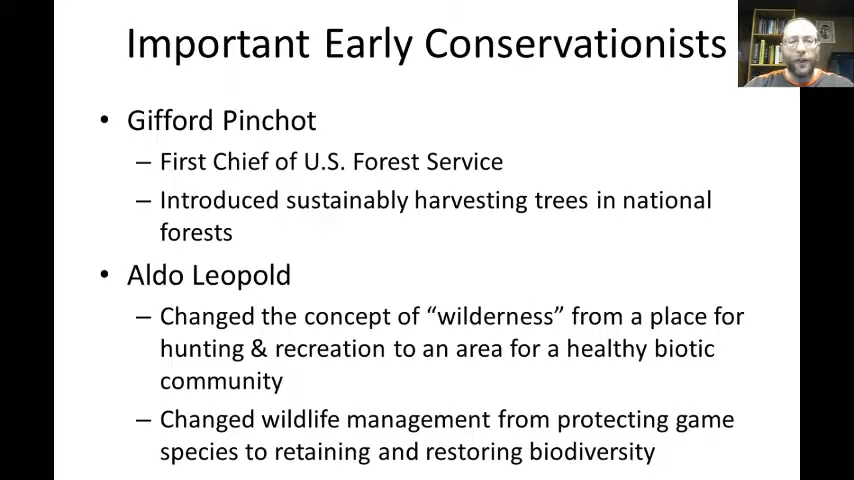 Important Early Conservationists
• Gifford Pinchot
– First Chief of U.S. Forest Service
– Introduced sustainably harvesting trees in national
forests
• Aldo Leopold
– Changed the concept of “wilderness” from a place for
hunting & recreation to an area for a healthy biotic
community
– Changed wildlife management from protecting game
species to retaining and restoring biodiversity